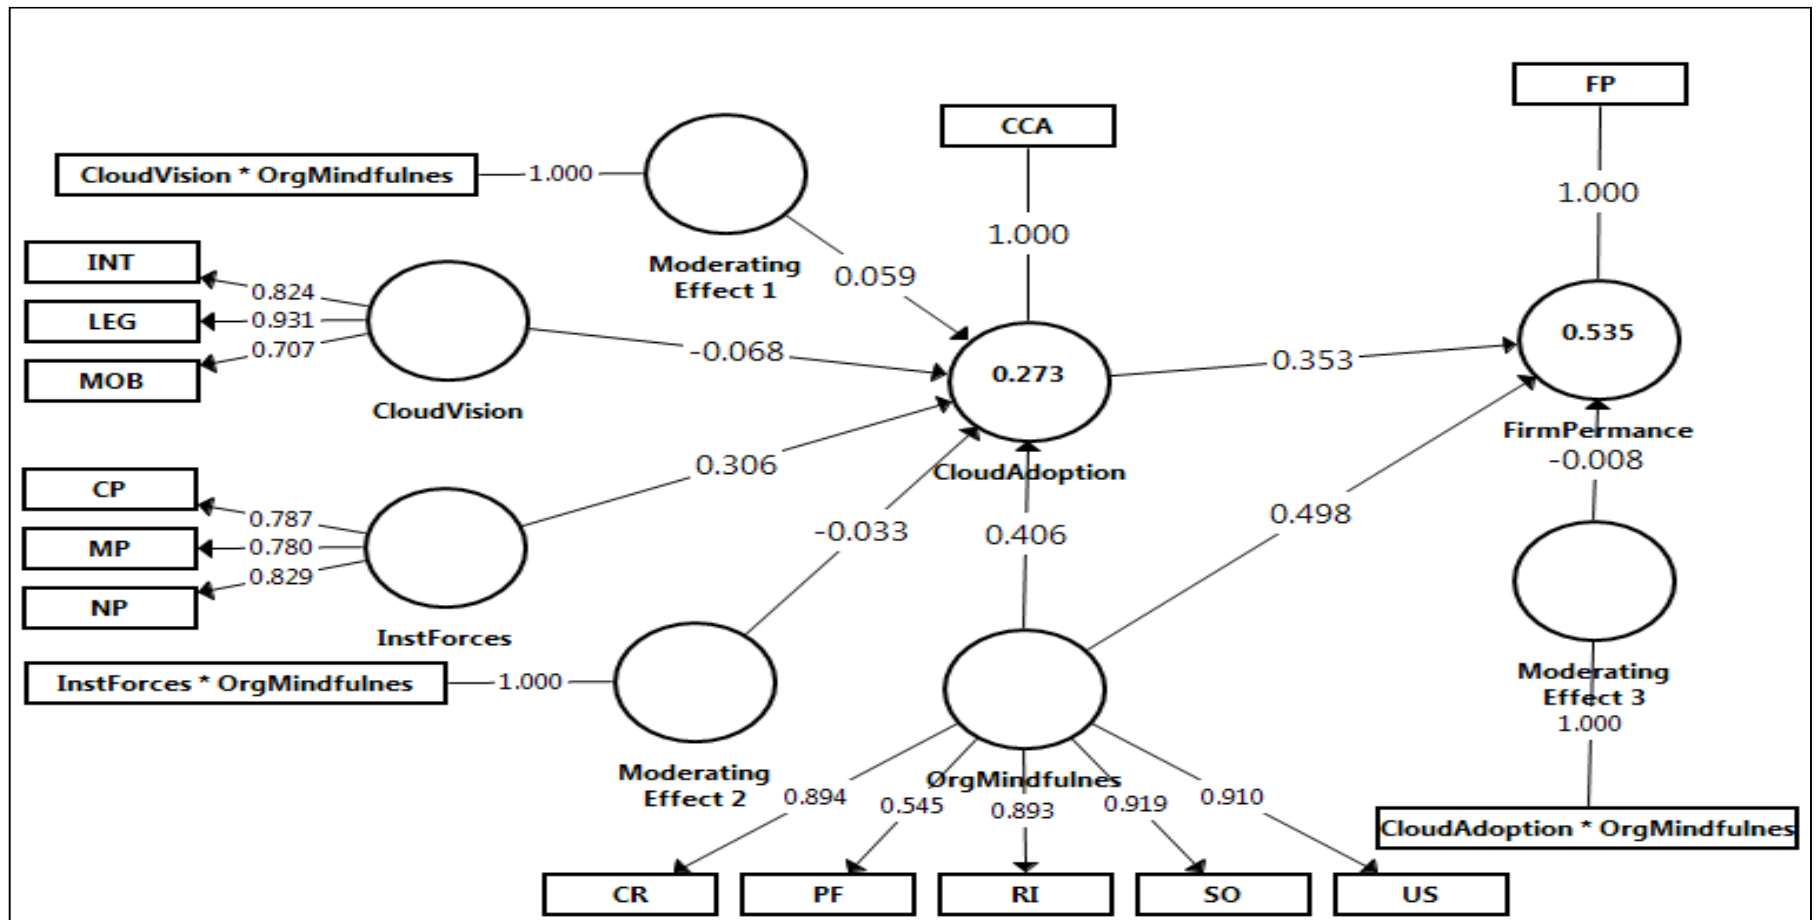 FP
CCA
CloudVision * OrgMindfulnes
1.000
1.000
1.000
INT
Moderating
Effect 1
0.059
0.824
LEG
0.931
0.707
MOB
-0.068
0.273
0.353
0.535
CloudVision
FirmPermance
-0.008
0.306
CloudAdoption
CP
0.787
MP
0.780
0.829
NP
-0.033
0.406
0.498
InstForces
InstForces * OrgMindfulnes
1.000
Moderating
Effect 3
1.000
Moderating
Effect 2
OrgMindfulnes
0.894
0.545
0.893
0.919
0.910
CloudAdoption * OrgMindfulnes
CR
PF
RI
SO
US